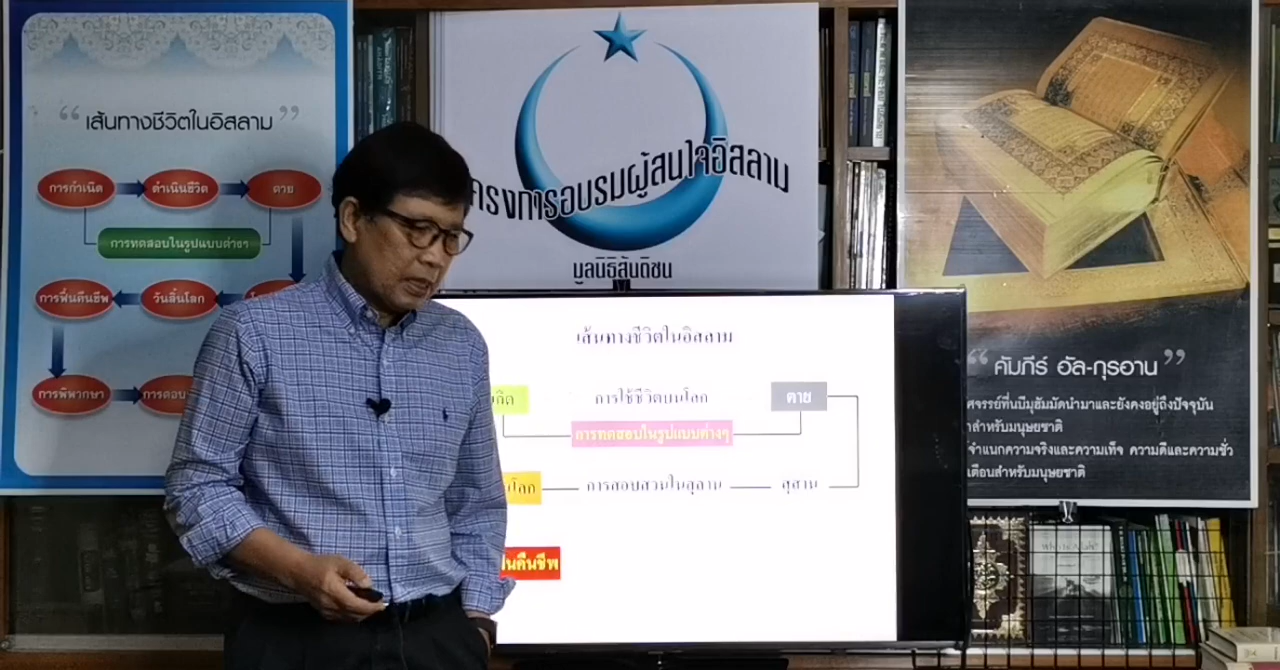 “ เส้นทางชีวิตในอิสลาม ”
การกำเนิด
ดำเนินชีวิต
ตาย
การทดสอบในรูปแบบต่างๆ
การฟื้นคืนชีพ
วันสิ้นโลก
การพิพากษา
การตอบ
ครงการอบรมผู้สนใจอิสลาม
มูลนิธิสันติชน
เส้นทางชีวิตในอิสลาม
กิด
การใช้ชีวิตบนโลก
ตาย
การทดสอบในรูปแบบต่างๆ
โลก
การสอบสวนในสุสาน
สุสาน
คืนชีพ
“ คัมภีร์ อัล-กุรอาน ”
ศจรรย์ที่นบีมุฮัมมัดนำมาและยังคงอยู่ถึงปัจจุบัน
สำหรับมนุษยชาติ
จำแนกความจริงและความเท็จ ความดีและความชั่ว
เตือนสำหรับมนุษยชาติ